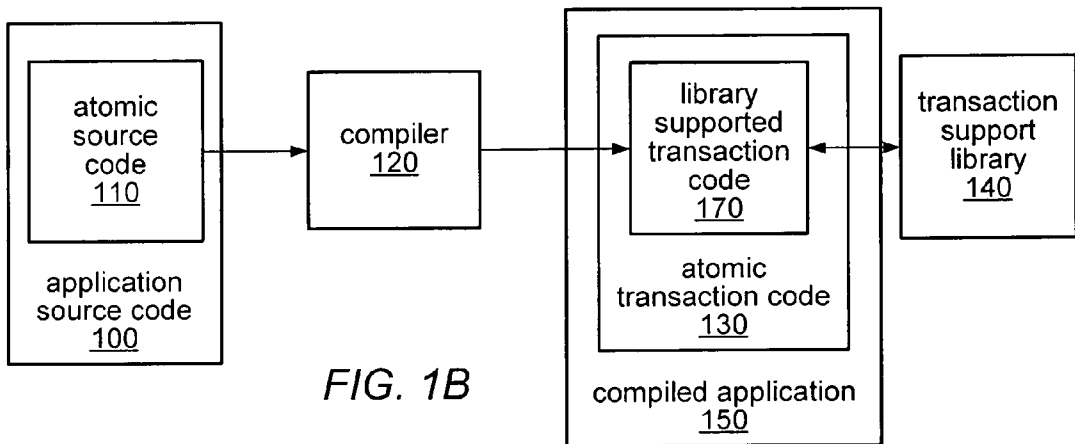 atomic
source
code
110
application
source code
100
compiler
120
library
supported
transaction
code
170
atomic
transaction code
130
compiled application
150
transaction
support
library
140
FIG. 1B